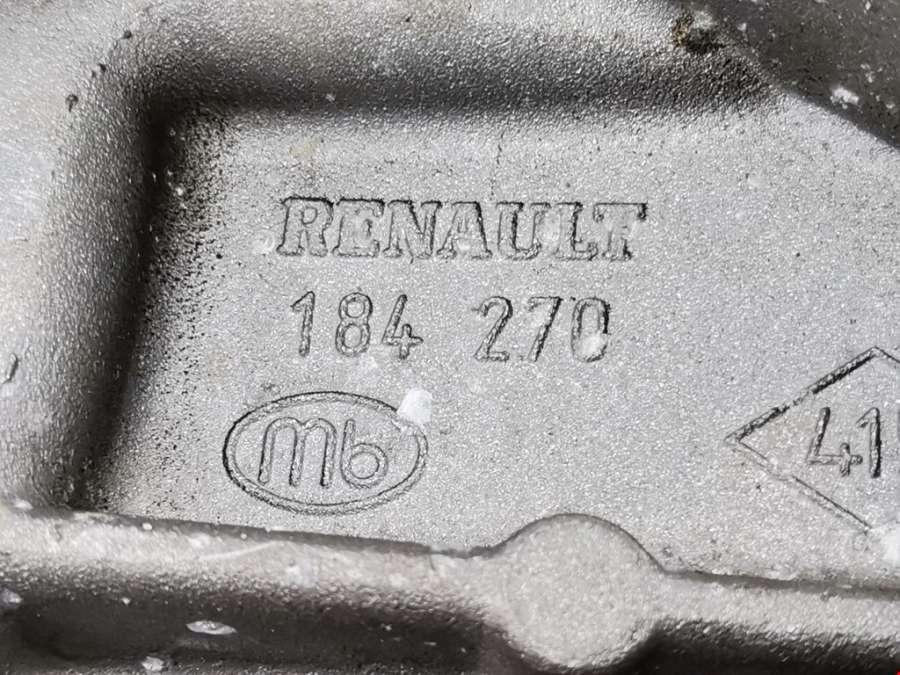 RENAULT
184 270
mb